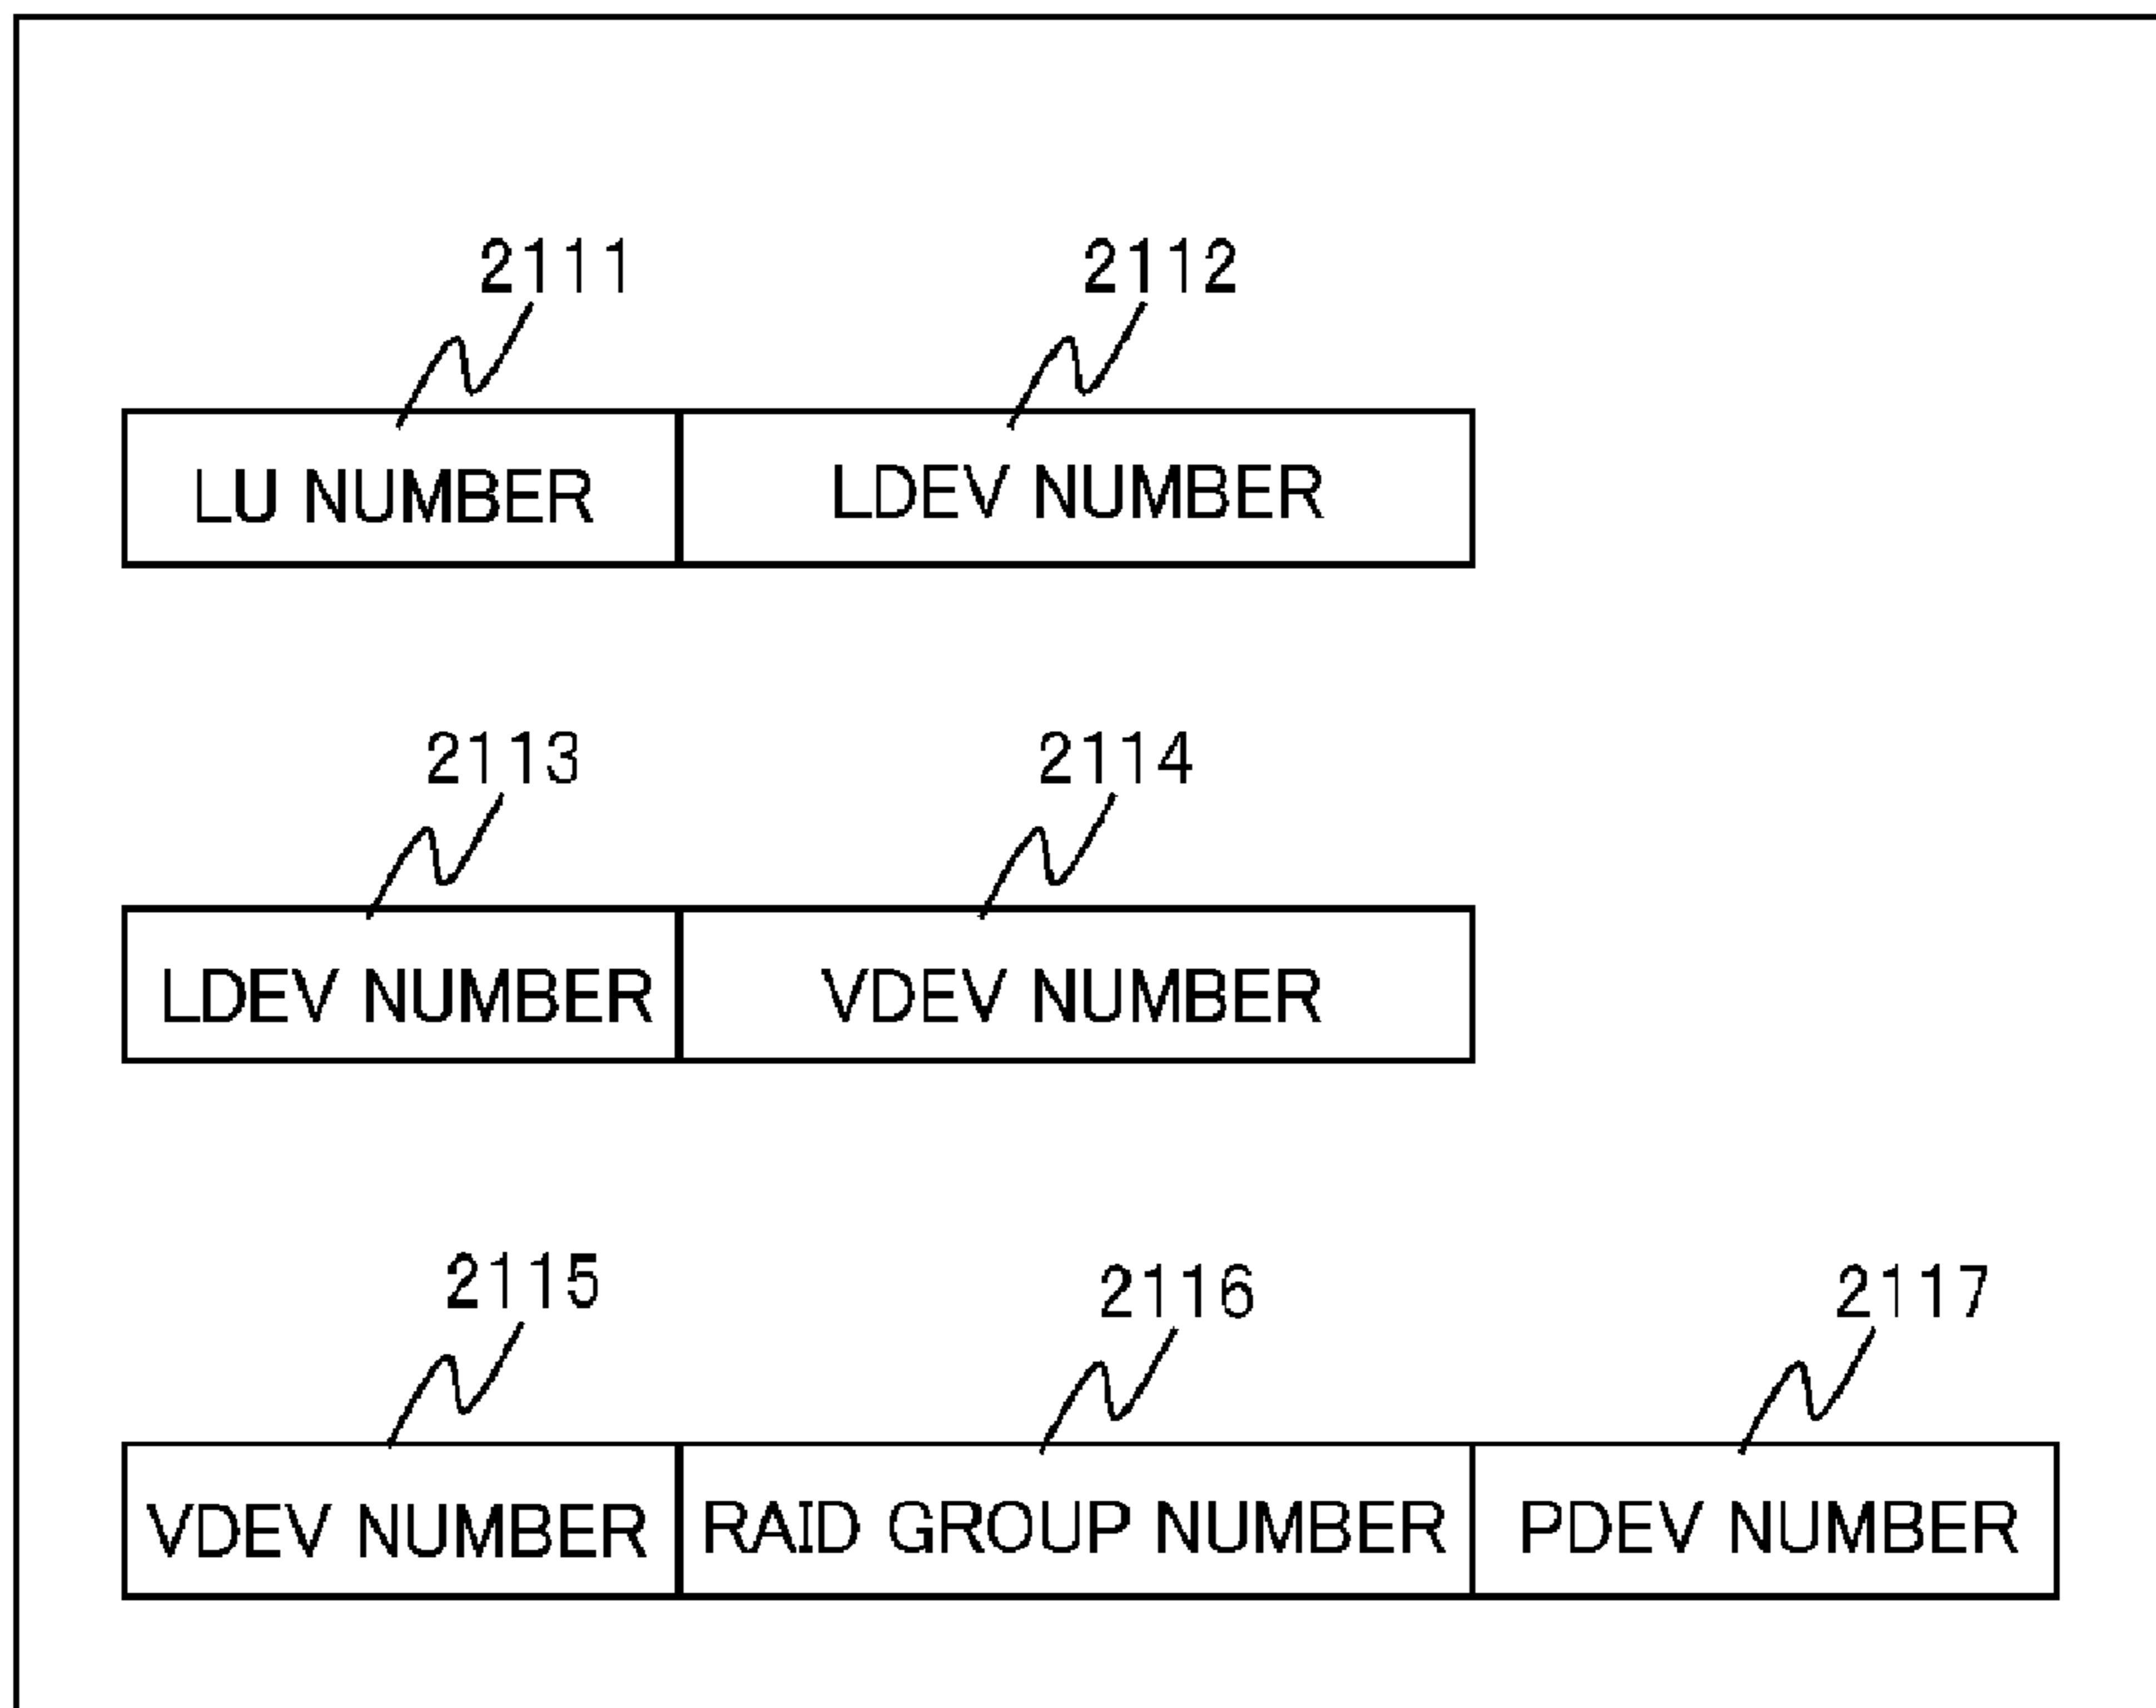 2111 2112
LU NUMBER LDEV NUMBER
2113 2114
LDEV NUMBER VDEV NUMBER
2115 2116 2117
VDEV NUMBER RAID GROUP NUMBER PDEV NUMBER